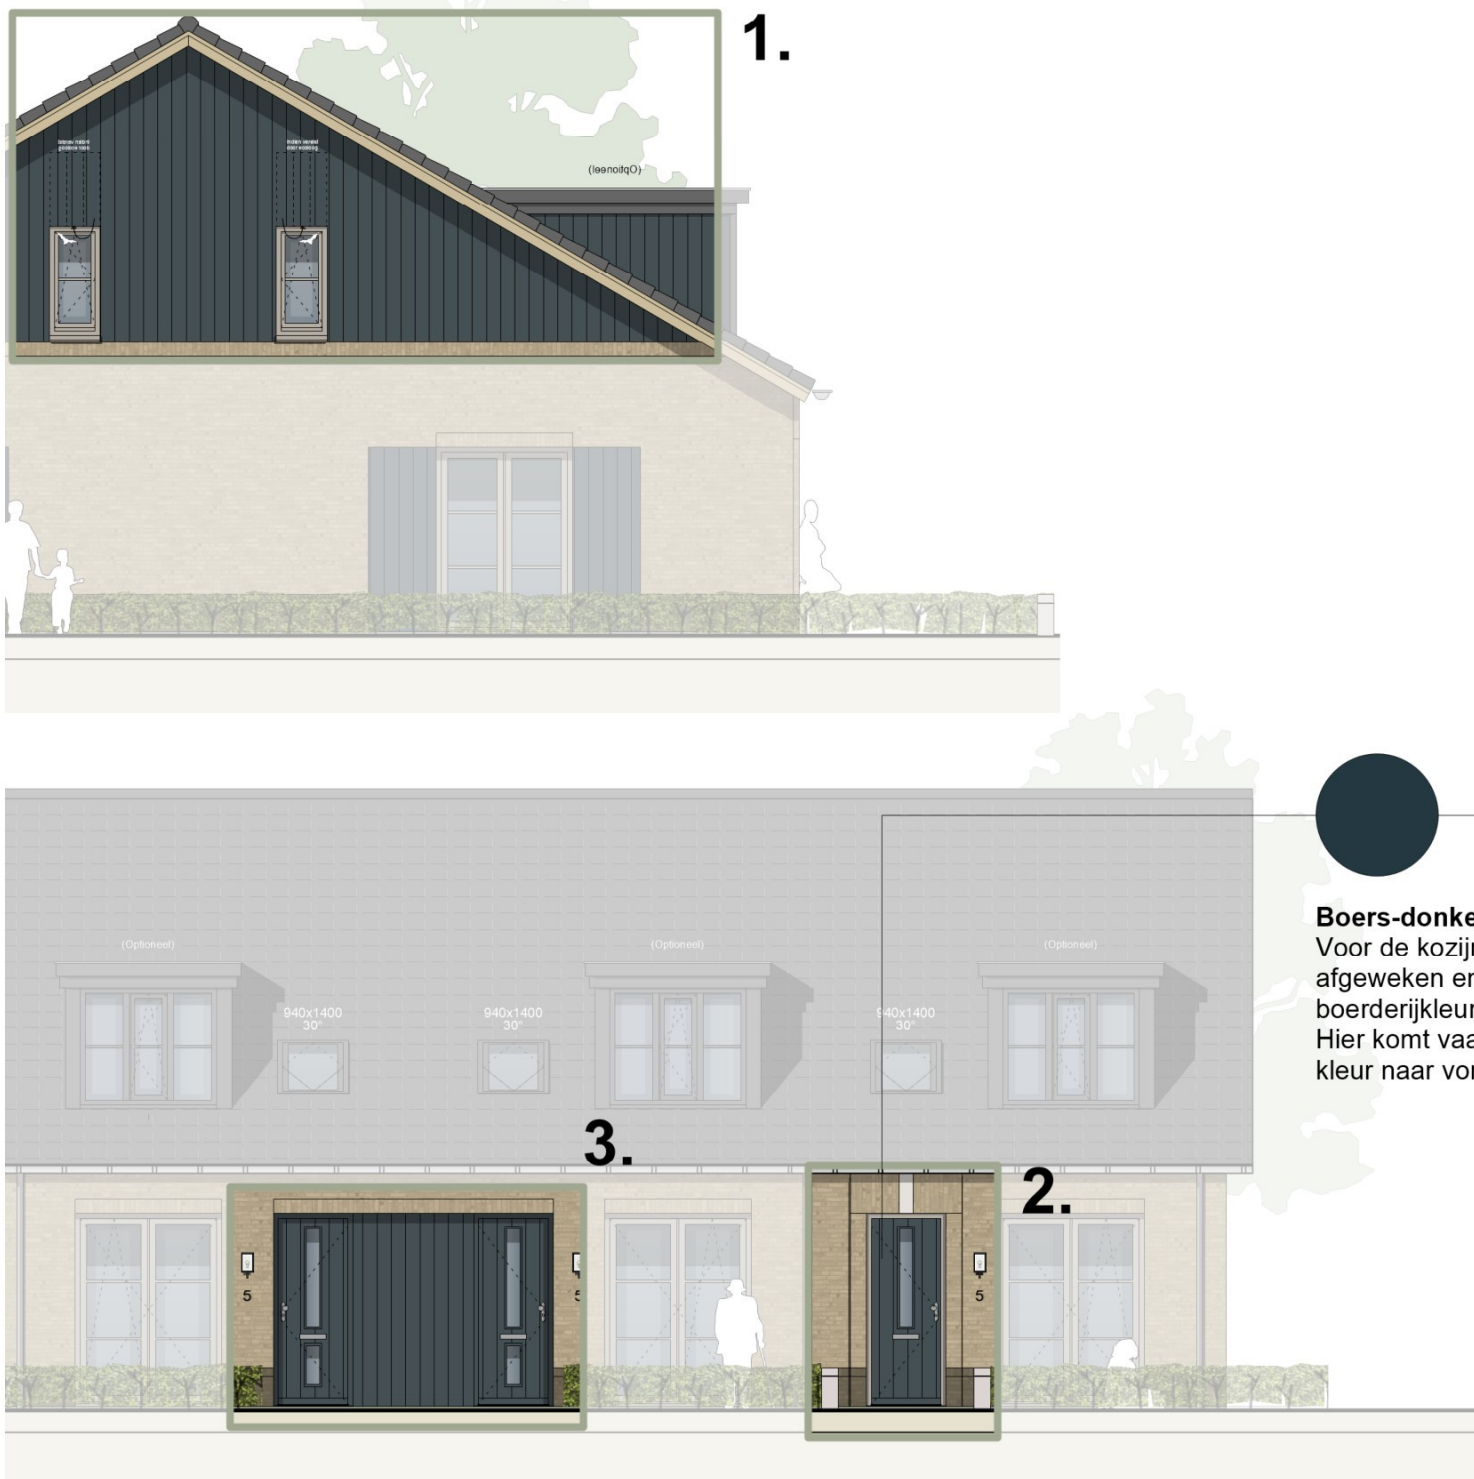 1.
(Optioneel)
(Optioneel)
(Optioneel)
(Optioneel)
940x1400
30°
940x1400
30°
940x1400
30°
Boers-donke
Voor de kozijn
afgeweken en
boerderijkleur
Hier komt vaa
kleur naar vor
3.
2.
5
5
5